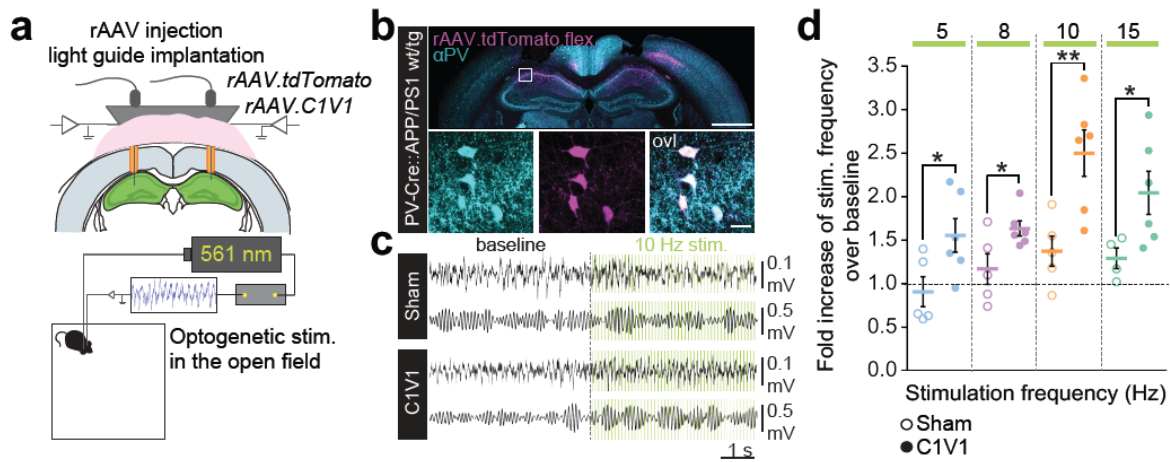 a
rAAV injection
light guide implantation
rAAV.tdTomato
rAAV.C1V1
561 nm
Optogenetic stim.
in the open field
b
PV-Cre::APP/PS1 wt/tg
rAAV.tdTomato.flex
αPV
ovl
c
baseline
10 Hz stim.
Sham
0.1
mV
0.5
mV
C1V1
0.1
mV
0.5
mV
1 s
d
5 8 10 15
Fold increase of stim. frequency
over baseline
3.5
3.0
2.5
2.0
1.5
1.0
0.5
0.0
* * ** *
Stimulation frequency (Hz)
Sham
C1V1